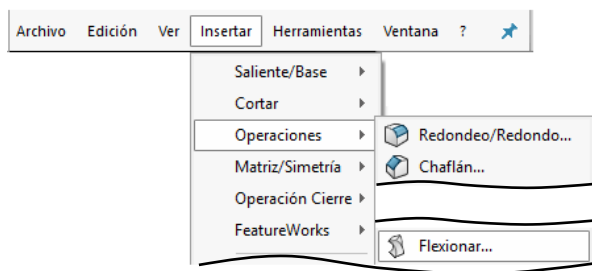 Archivo Edición Ver Insertar Herramientas Ventana ?
Saliente/Base
Cortar
Operaciones
Redondeo/Redondo...
Matriz/Simetría
Chaflán...
Operación Cierre
FeatureWorks
Flexionar...